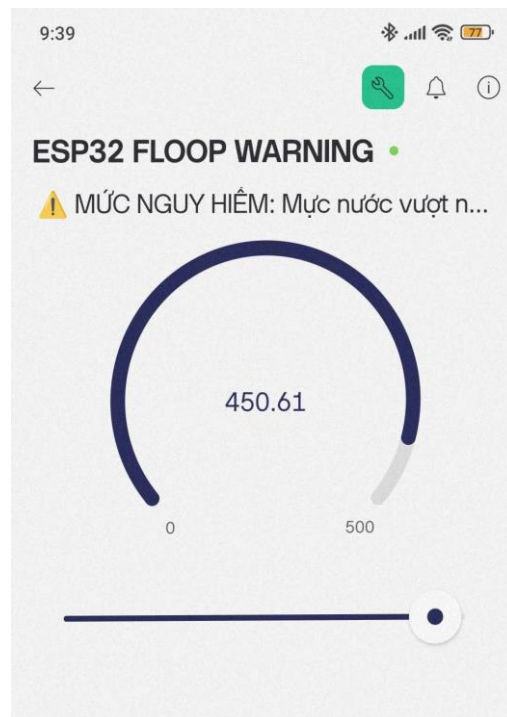 9:39
77
ESP32 FLOOP WARNING
⚠️ MỨC NGUY HIỂM: Mực nước vượt n...
450.61
0
500